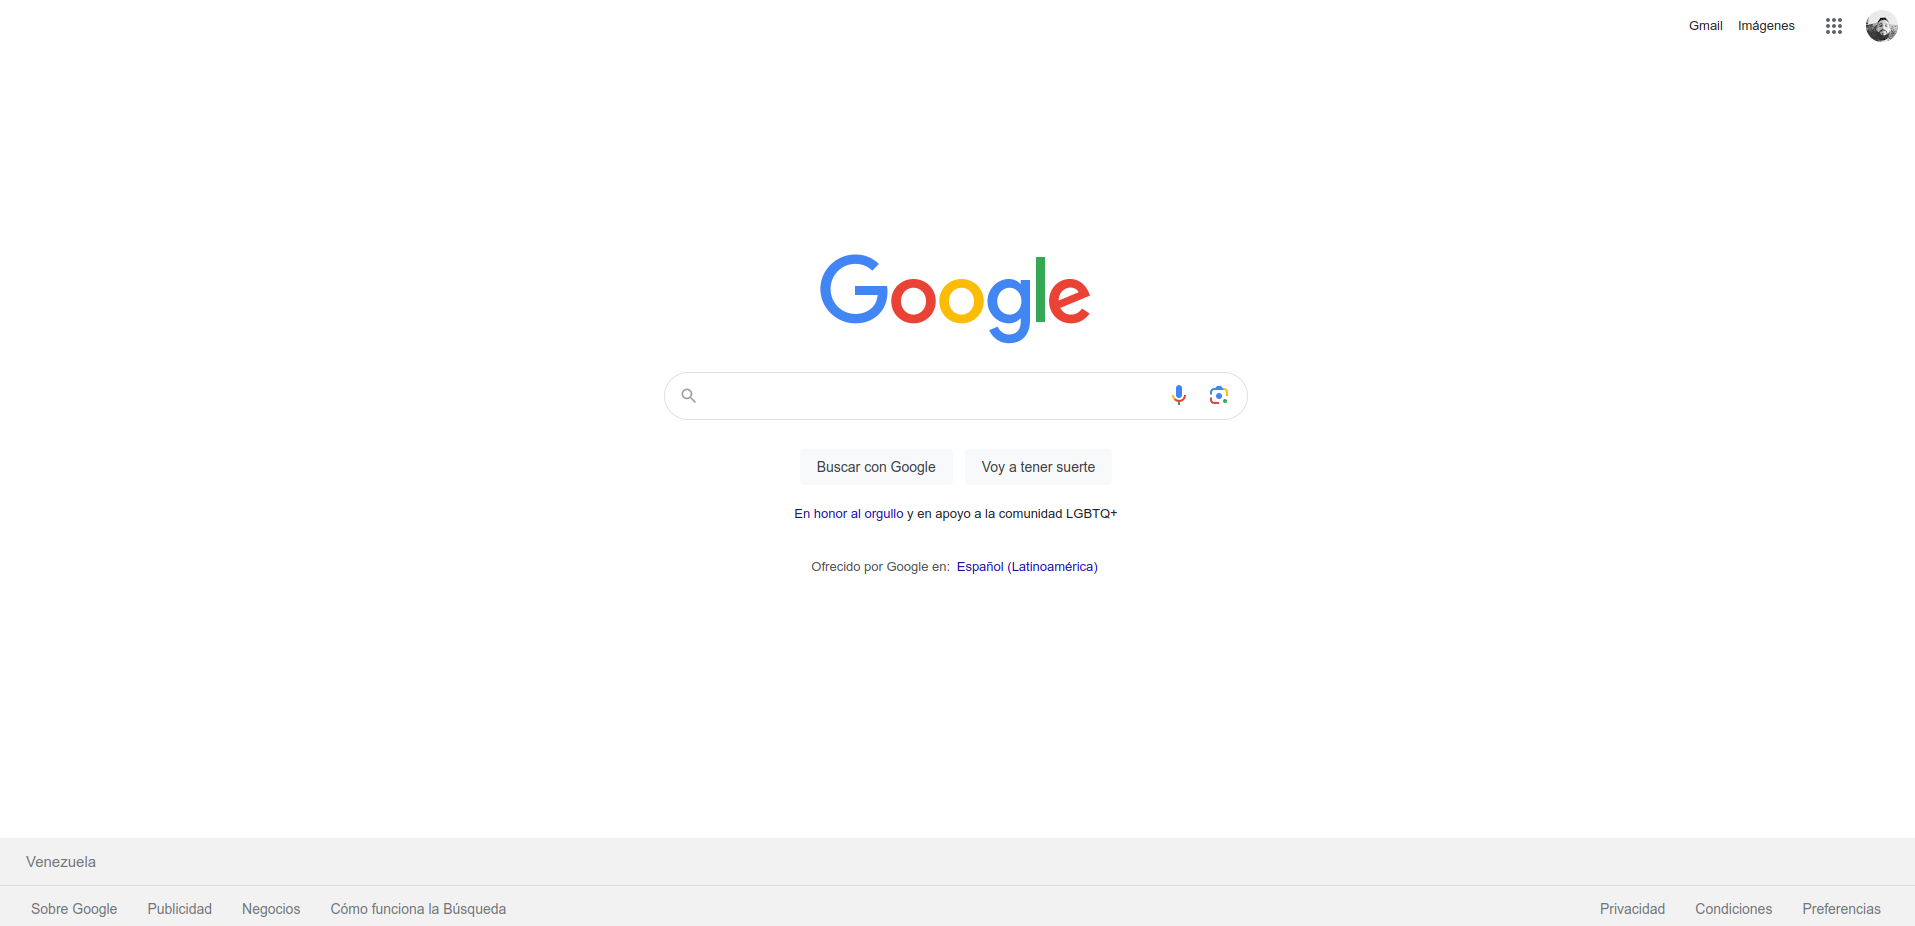 Gmail Imágenes
Google
Buscar con Google Voy a tener suerte
En honor al orgullo y en apoyo a la comunidad LGBTQ+
Ofrecido por Google en: Español (Latinoamérica)
Venezuela
Sobre Google Publicidad Negocios Cómo funciona la Búsqueda Privacidad Condiciones Preferencias